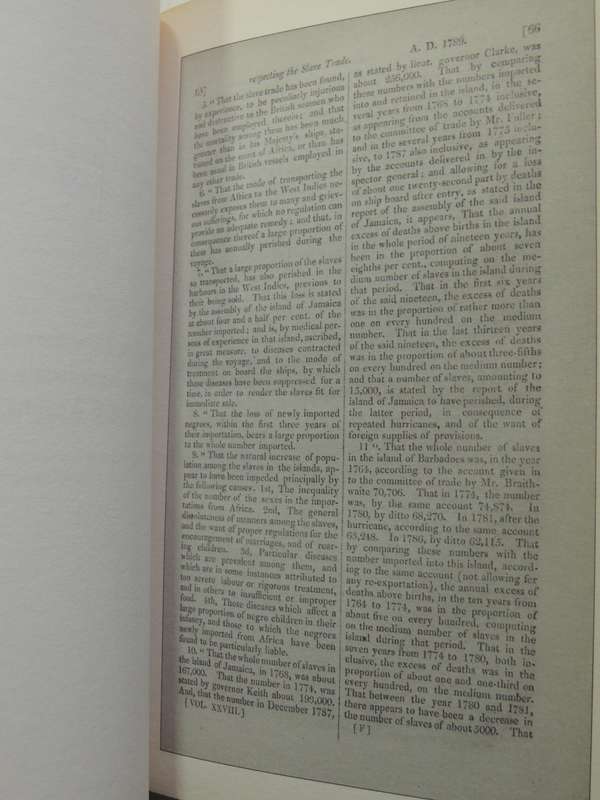 65] respecting the Slave Trade.
5. "That the slave trade has been found,
by experience, to be peculiarly injurious
and destructive to the British seamen who
have been employed therein; and that
the mortality among them has been much
greater than in his Majesty's ships, sta-
tioned on the coast of Africa, or than has
been usual in British vessels employed in
any other trade.
6. "That the mode of transporting the
slaves from Africa to the West Indies ne-
cessarily exposes them to many and griev-
ous sufferings, for which no regulation can
provide an adequate remedy; and that, in
consequence thereof a large proportion of
them has annually perished during the
voyage.
7. "That a large proportion of the slaves
so transported, has also perished in the
harbours in the West Indies, previous to
their being sold. That this loss is stated
by the assembly of the island of Jamaica
at about four and a half per cent. of the
number imported; and is, by medical per-
sons of experience in that island, ascribed,
in great measure, to diseases contracted
during the voyage, and to the mode of
treatment on board the ships, by which
those diseases have been suppressed for a
time, in order to render the slaves fit for
immediate sale.
8. "That the loss of newly imported
negroes, within the first three years of
their importation, bears a large proportion
to the whole number imported.
9. "That the natural increase of popu-
lation among the slaves in the islands, ap-
pear to have been impeded principally by
the following causes. 1st, The inequality
of the number of the sexes in the impor-
tations from Africa. 2nd, The general
dissoluteness of manners among the slaves,
and the want of proper regulations for the
encouragement of marriages, and of rear-
ing children. 3d, Particular diseases
which are prevalent among them, and
which are in some instances attributed to
too severe labour or rigorous treatment,
and in others to insufficient or improper
food. 4th, Those diseases which affect a
large proportion of negro children in their
infancy, and those to which the negroes
newly imported from Africa have been
found to be particularly liable.
10. "That the whole number of slaves in
the island of Jamaica, in 1768, was about
167,000. That the number in 1774, was
stated by governor Keith about 193,000.
And, that the number in December 1787,
[VOL. XXVIII.]
A. D. 1789. [66
as stated by lieut. governor Clarke, was
about 256,000. That by comparing
these numbers with the numbers imported
into and retained in the island, in the se-
veral years from 1768 to 1774 inclusive,
as appearing from the accounts delivered
to the committee of trade by Mr. Fuller;
and in the several years from 1775 inclu-
sive, to 1787 also inclusive, as appearing
by the accounts delivered in by the in-
spector general; and allowing for a loss
of about one twenty-second part by deaths
on ship board after entry, as stated in the
report of the assembly of the said island
of Jamaica, it appears, That the annual
excess of deaths above births in the island
in the whole period of nineteen years, has
been in the proportion of about seven
eighths per cent., computing on the me-
dium number of slaves in the island during
that period. That in the first six years
of the said nineteen, the excess of deaths
was in the proportion of rather more than
one on every hundred on the medium
number. That in the last thirteen years
of the said nineteen, the excess of deaths
was in the proportion of about three-fifths
on every hundred on the medium number;
and that a number of slaves, amounting to
15,000, is stated by the report of the
island of Jamaica to have perished, during
the latter period, in consequence of
repeated hurricanes, and of the want of
foreign supplies of provisions.
11 ". That the whole number of slaves
in the island of Barbadoes was, in the year
1764, according to the account given in
to the committee of trade by Mr. Braith-
waite 70,706. That in 1774, the number
was, by the same account 74,874. In
1780, by ditto 68,270. In 1781, after the
hurricane, according to the same account
63,248. In 1786, by ditto 62,115. That
by comparing these numbers with the
number imported into this island, accord-
ing to the same account (not allowing for
any re-exportation), the annual excess of
deaths above births, in the ten years from
1764 to 1774, was in the proportion of
about five on every hundred, computing
on the medium number of slaves in the
island during that period. That in the
seven years from 1774 to 1780, both in-
clusive, the excess of deaths was in the
proportion of about one and one-third on
every hundred, on the medium number.
That between the year 1780 and 1781,
there appears to have been a decrease in
the number of slaves of about 5000. That
[F]